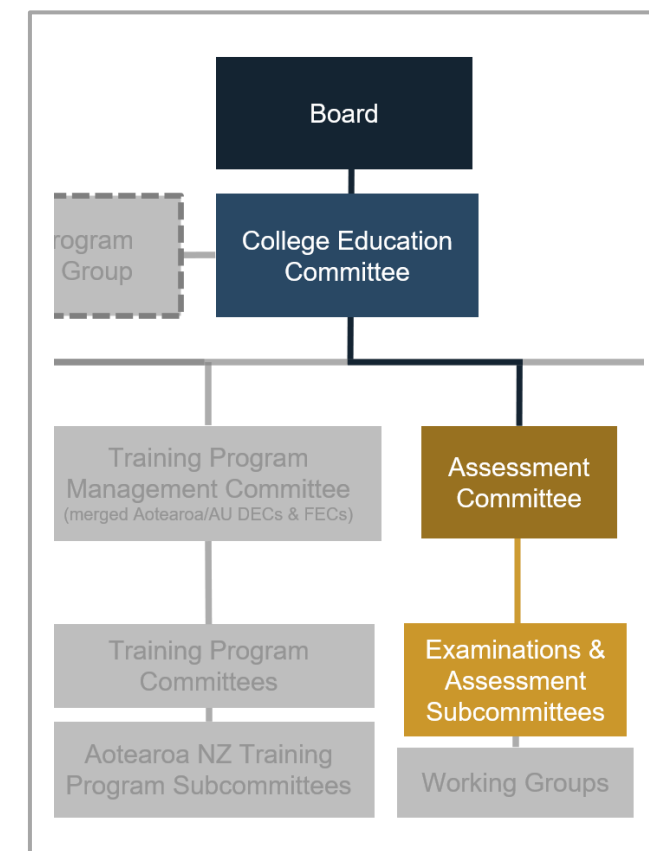 Board
College Education
Committee
Group
Training Program
Management Committee
(merged Aotearoa/AU DECs & FECs)
Assessment
Committee
Training Program
Committees
Examinations &
Assessment
Subcommittees
Aotearoa NZ Training
Program Subcommittees
Working Groups